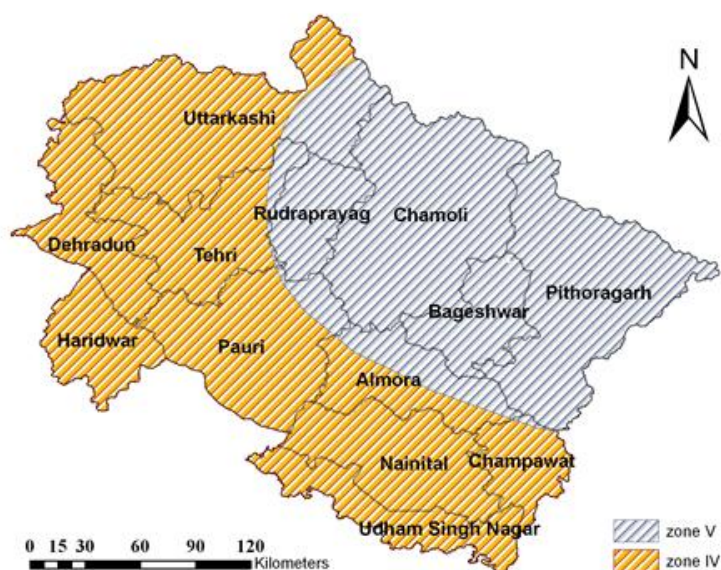 N
Uttarkashi
Rudraprayag
Chamoli
Dehradun
Tehri
Bageshwar
Pithoragarh
Haridwar
Pauri
Almora
Nainital
Champawat
Udham Singh Nagar
zone V
zone IV
0 15 30 60 90 120
Kilometers